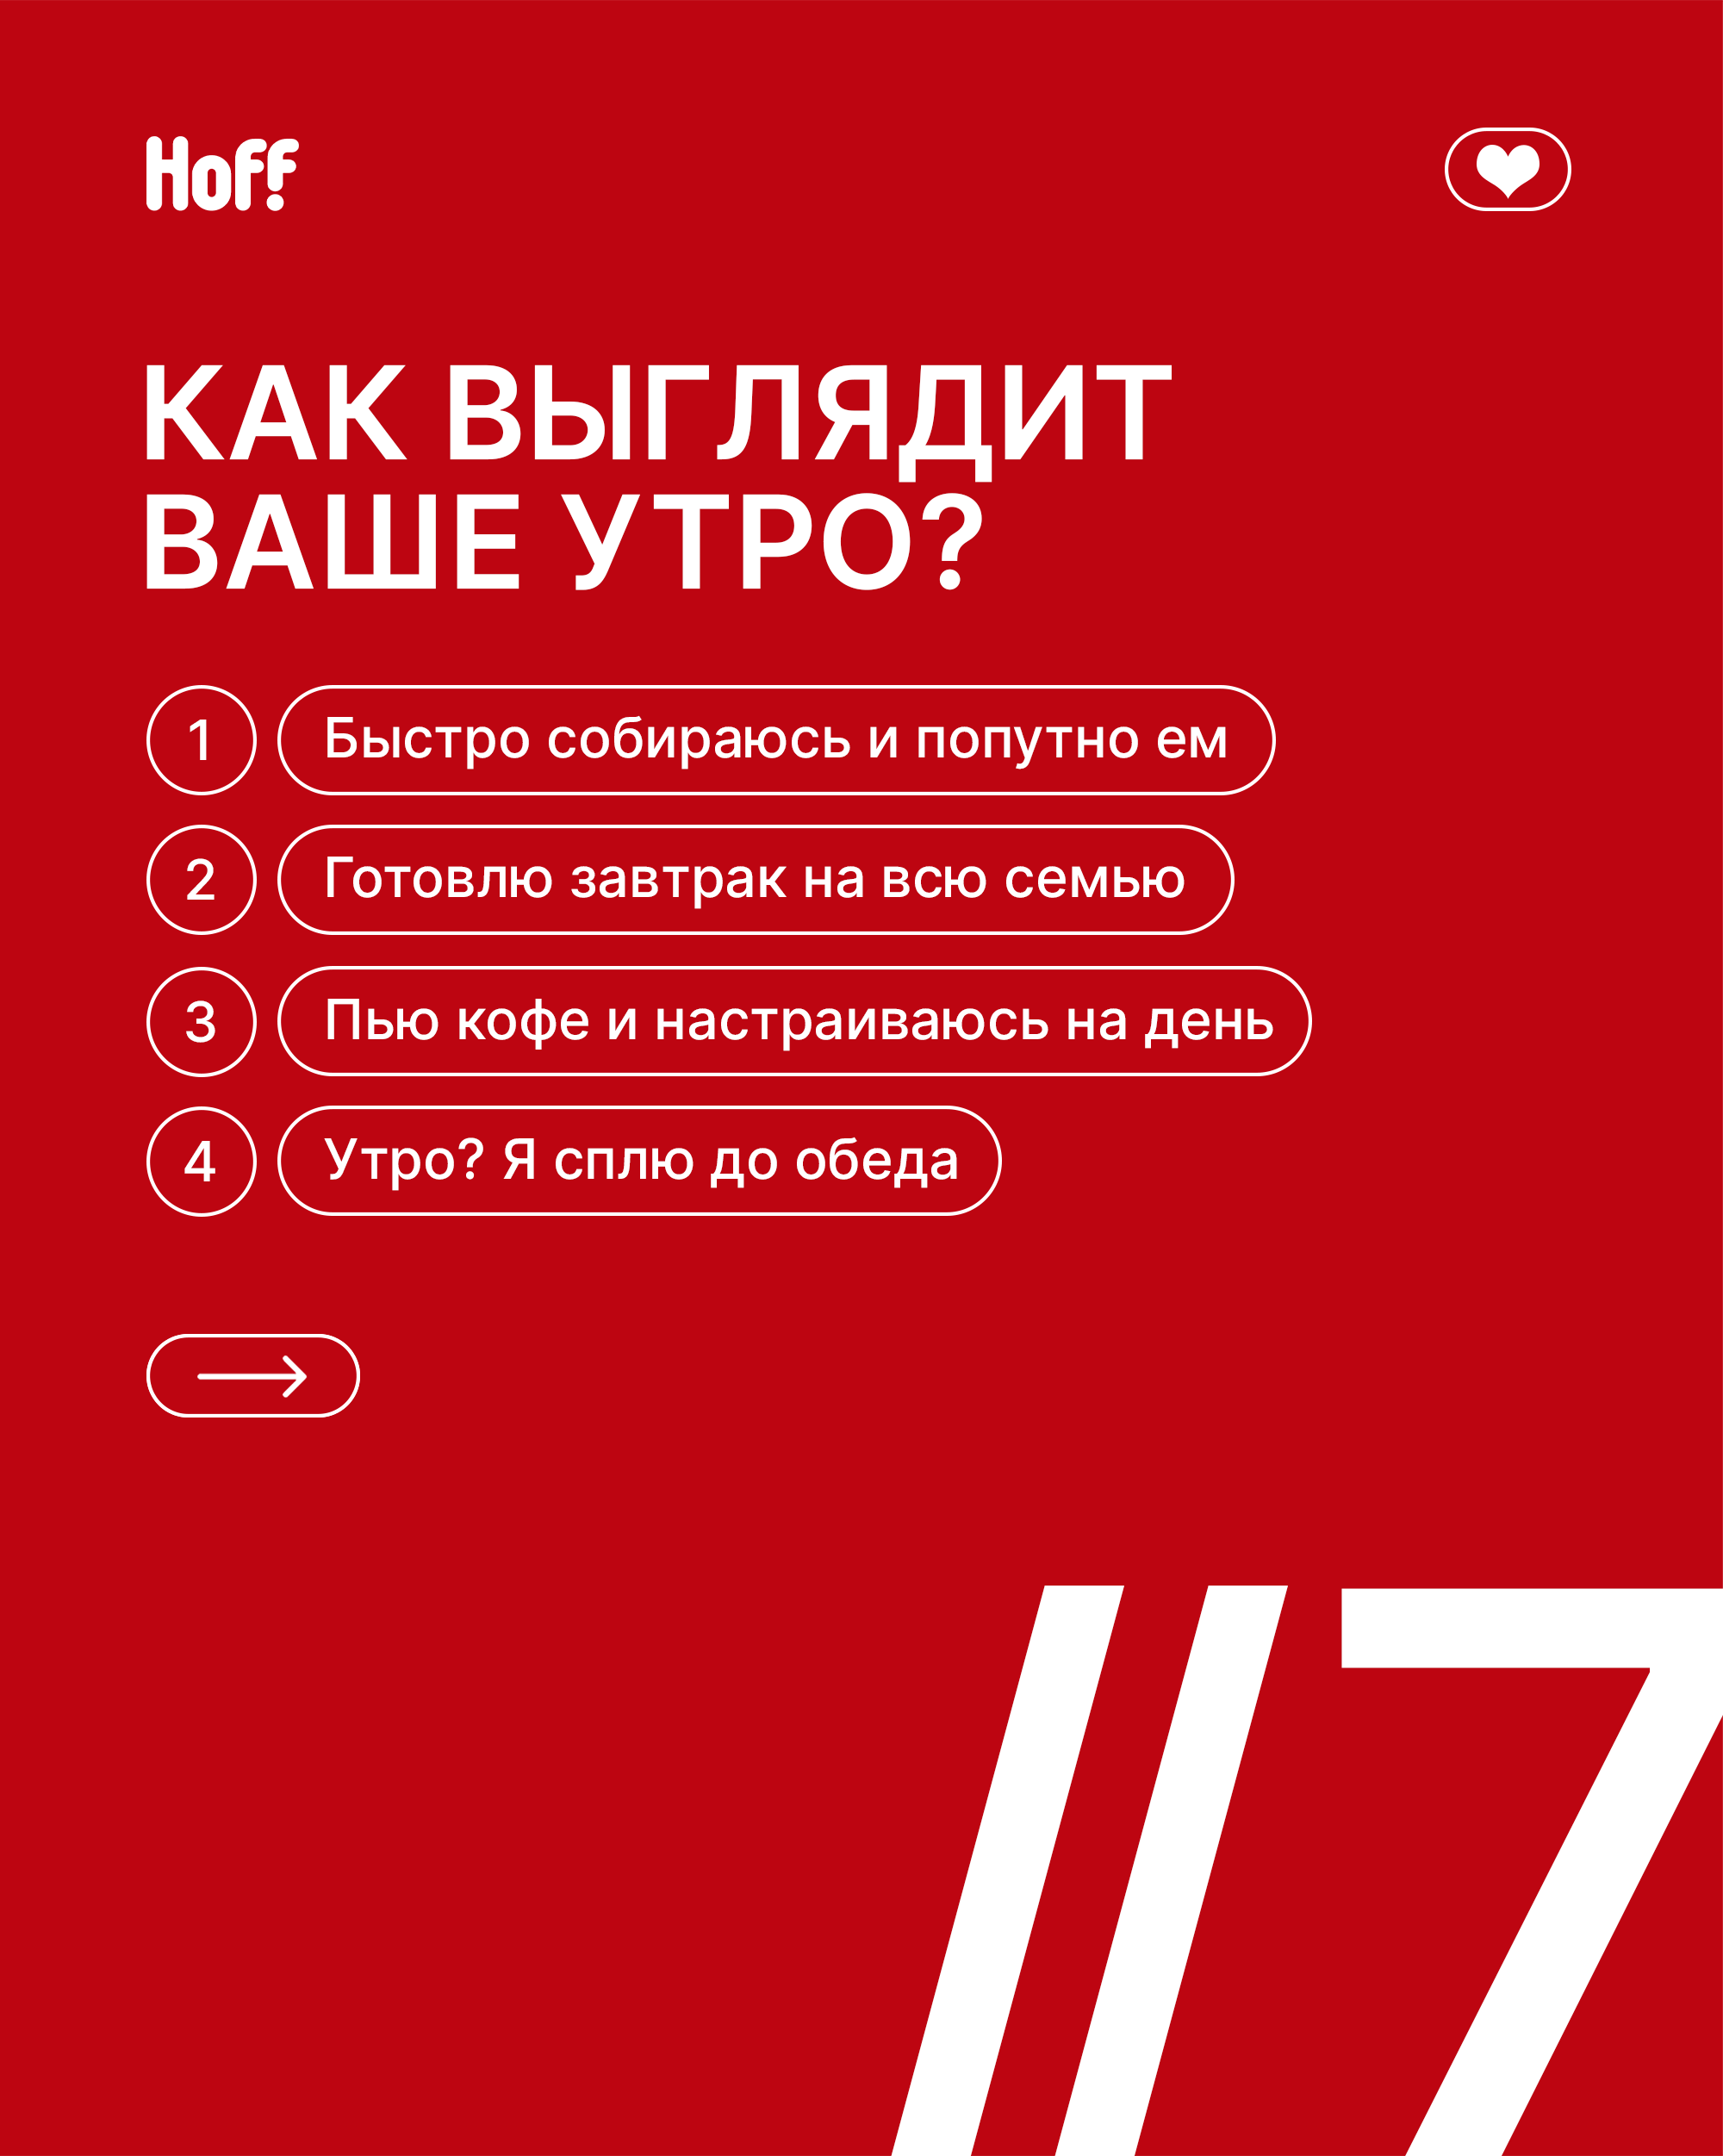 Hoff
КАК ВЫГЛЯДИТ
ВАШЕ УТРО?
1 Быстро собираюсь и попутно ем
2 Готовлю завтрак на всю семью
3 Пью кофе и настраиваюсь на день
4 Утро? Я сплю до обеда
//7